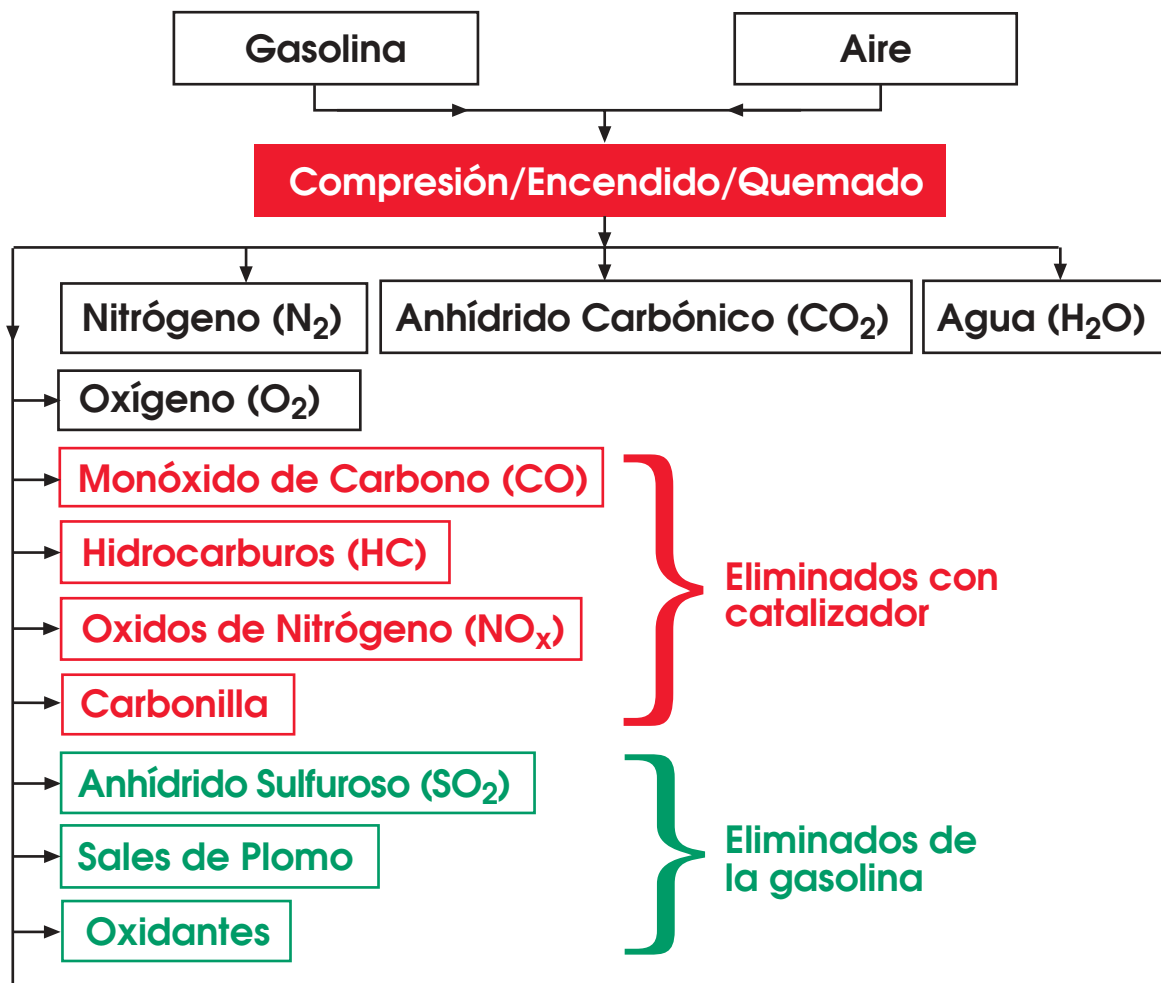 Gasolina
Aire
Compresión/Encendido/Quemado
Nitrógeno (N₂)
Anhídrido Carbónico (CO₂)
Agua (H₂O)
Oxígeno (O₂)
Monóxido de Carbono (CO)
Hidrocarburos (HC)
Oxidos de Nitrógeno (NOₓ)
Carbonilla
Eliminados con
catalizador
Anhídrido Sulfuroso (SO₂)
Sales de Plomo
Oxidantes
Eliminados de
la gasolina